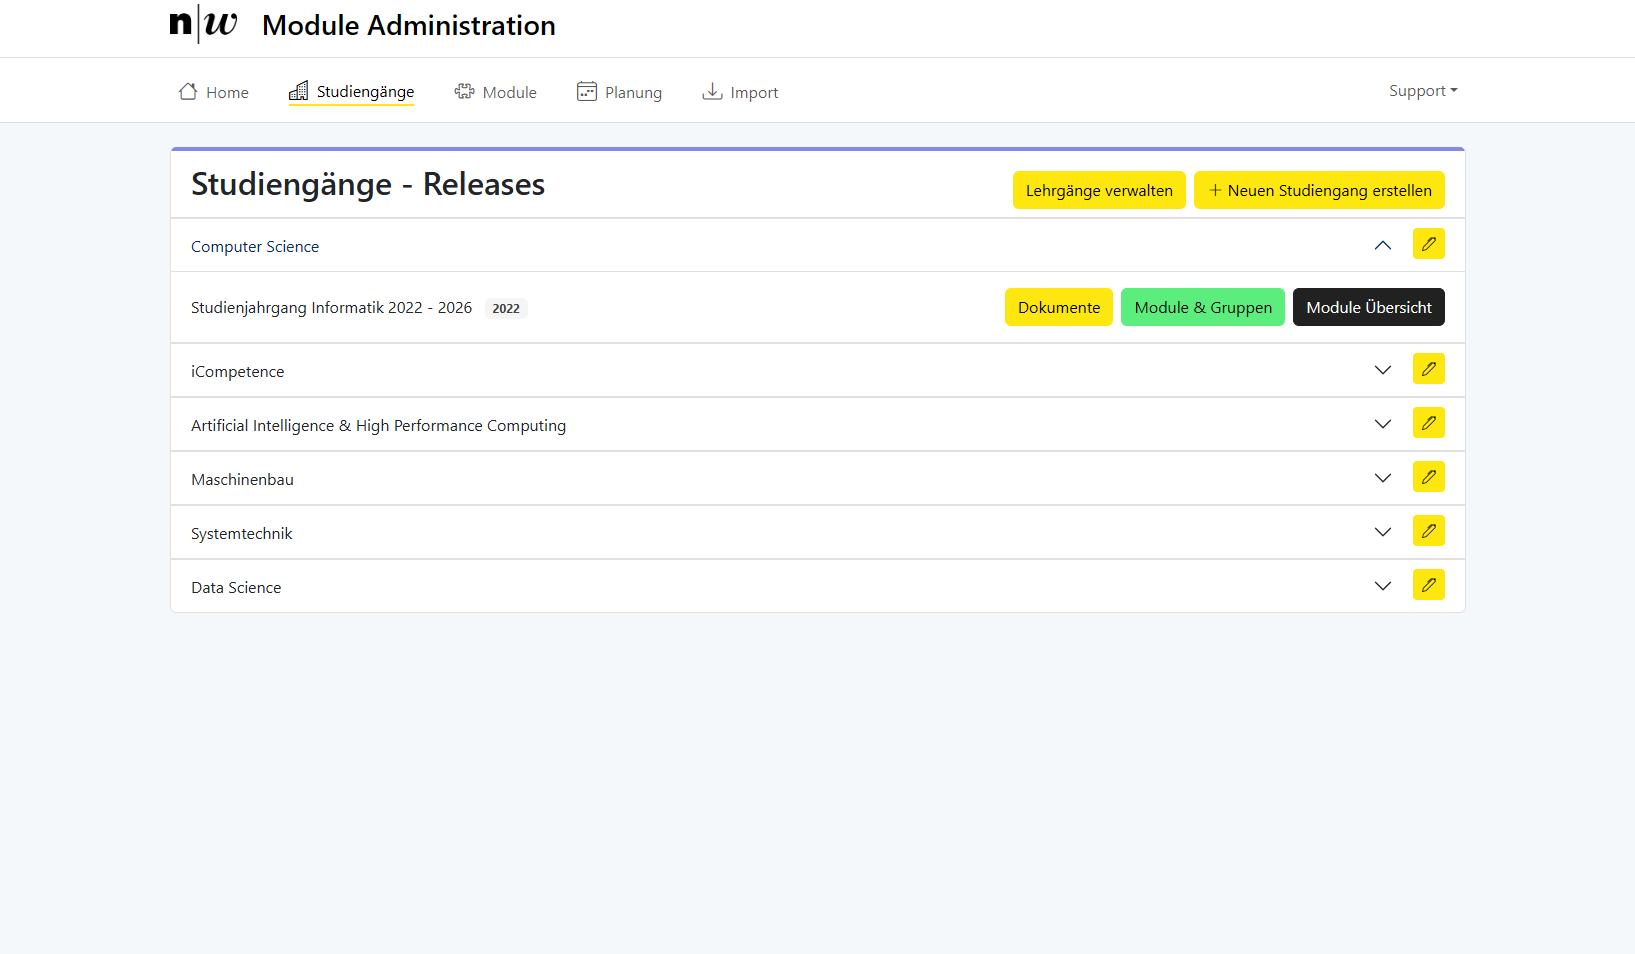 n|w Module Administration
Home Studiengänge Module Planung Import Support
Studiengänge - Releases Lehrgänge verwalten + Neuen Studiengang erstellen
Computer Science
Studienjahrgang Informatik 2022 - 2026 2022 Dokumente Module & Gruppen Module Übersicht
iCompetence
Artificial Intelligence & High Performance Computing
Maschinenbau
Systemtechnik
Data Science